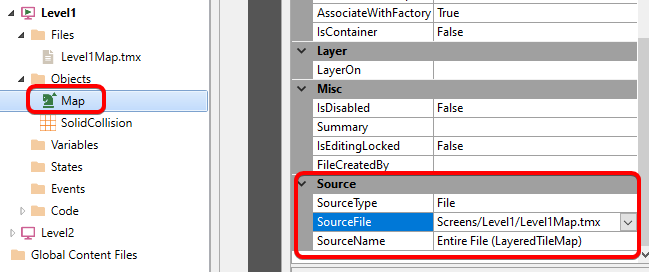 Level1
Files
Level1Map.tmx
Objects
Map
SolidCollision
Variables
States
Events
Code
Level2
Global Content Files
AssociateWithFactory True
IsContainer False
Layer
LayerOn
Misc
IsDisabled False
Summary
IsEditingLocked False
FileCreatedBy
Source
SourceType File
SourceFile Screens/Level1/Level1Map.tmx
SourceName Entire File (LayeredTileMap)